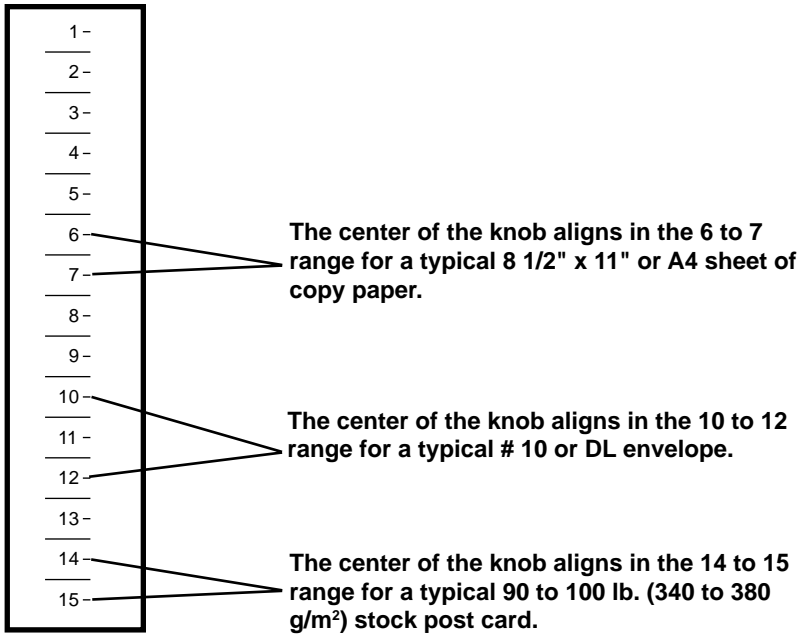 1
2
3
4
5
6
7
8
9
10
11
12
13
14
15
The center of the knob aligns in the 6 to 7
range for a typical 8 1/2" x 11" or A4 sheet of
copy paper.
The center of the knob aligns in the 10 to 12
range for a typical # 10 or DL envelope.
The center of the knob aligns in the 14 to 15
range for a typical 90 to 100 lb. (340 to 380
g/m²) stock post card.